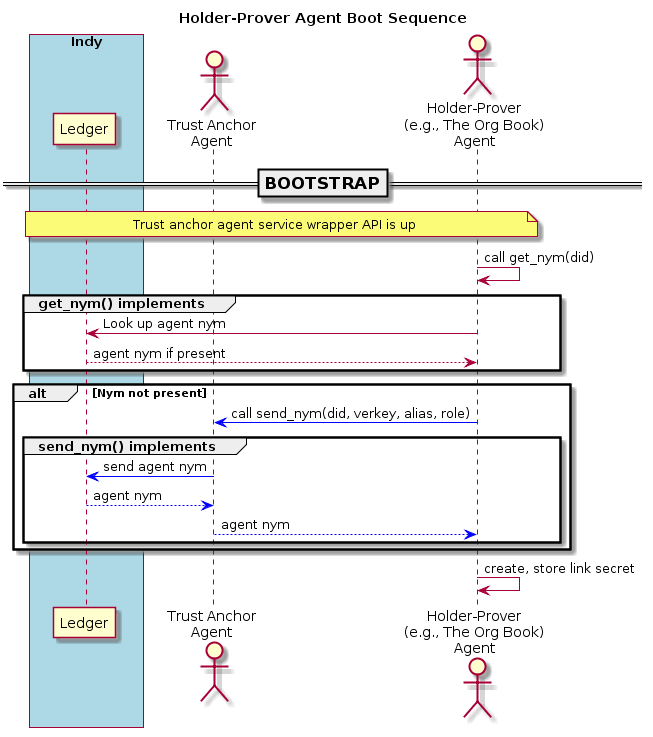 Holder-Prover Agent Boot Sequence
Indy
Ledger
Trust Anchor
Agent
Holder-Prover
(e.g., The Org Book)
Agent
BOOTSTRAP
Trust anchor agent service wrapper API is up
call get_nym(did)
get_nym() implements
Look up agent nym
agent nym if present
alt
[Nym not present]
call send_nym(did, verkey, alias, role)
send_nym() implements
send agent nym
agent nym
agent nym
create, store link secret
Ledger
Trust Anchor
Agent
Holder-Prover
(e.g., The Org Book)
Agent